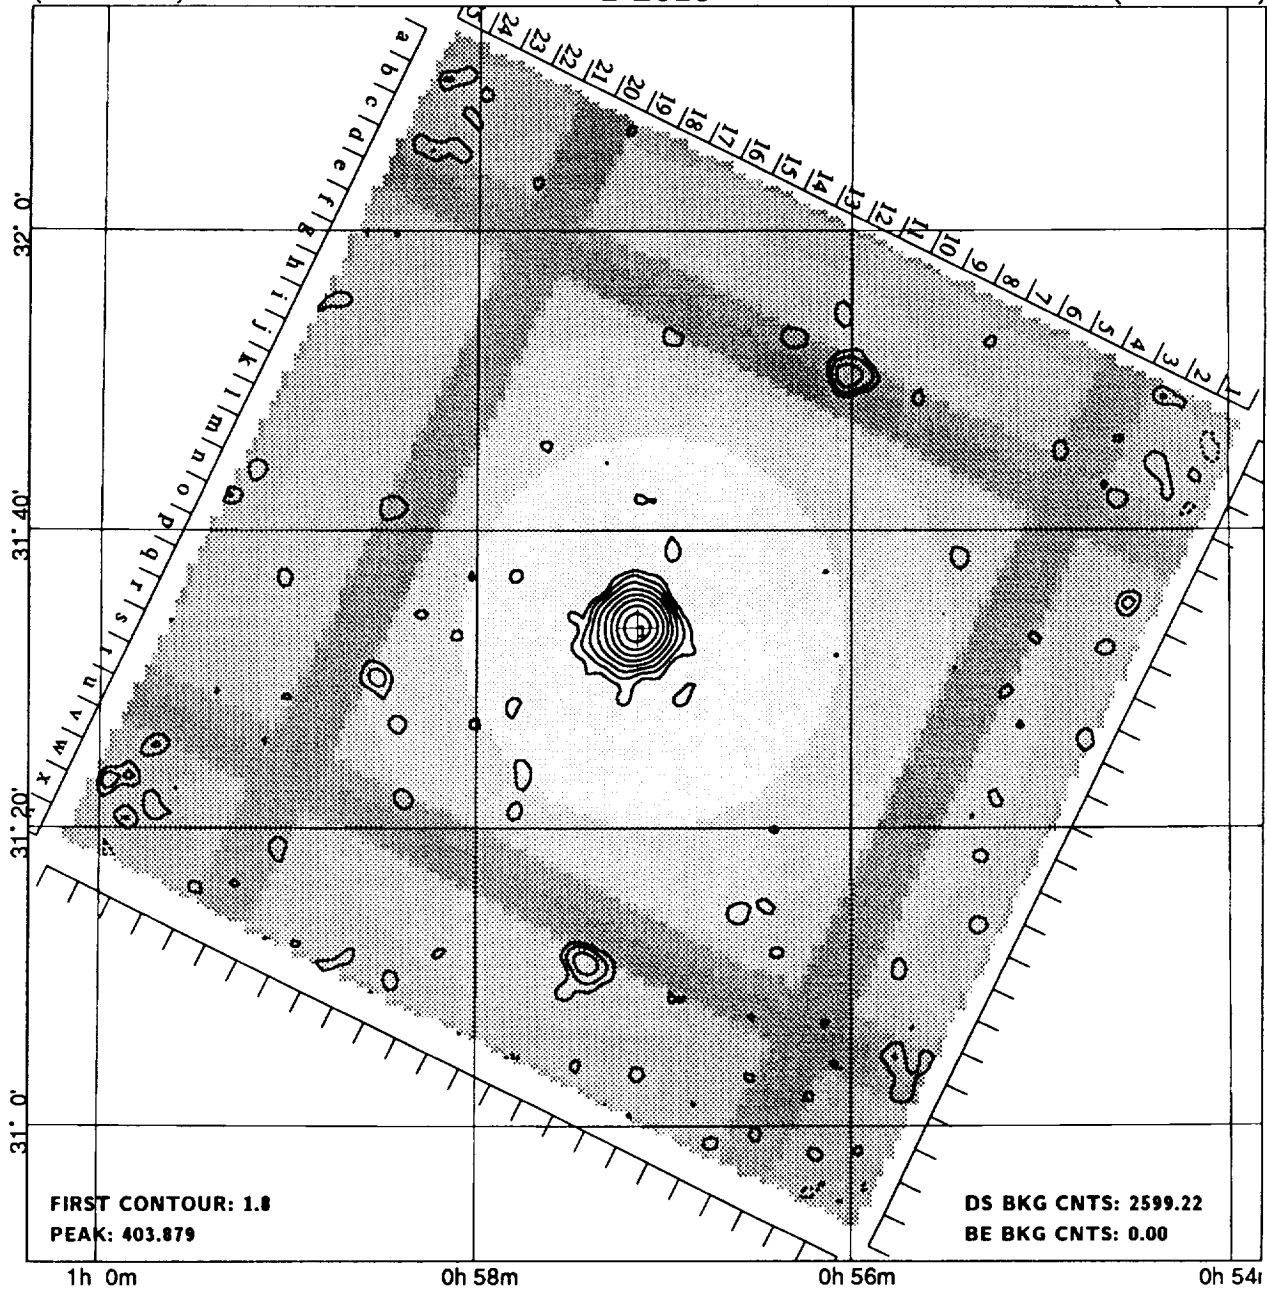 25 24 23 22 21 20 19 18 17 16 15 14 13 12 11 10 9 8 7 6 5 4 3 2 1
a b c d e f g h i j k l m n o p q r s t u v w x
32° 0'
31° 40'
31° 20'
31° 0'
FIRST CONTOUR: 1.8
PEAK: 403.879
DS BKG CNTS: 2599.22
BE BKG CNTS: 0.00
1h 0m
0h 58m
0h 56m